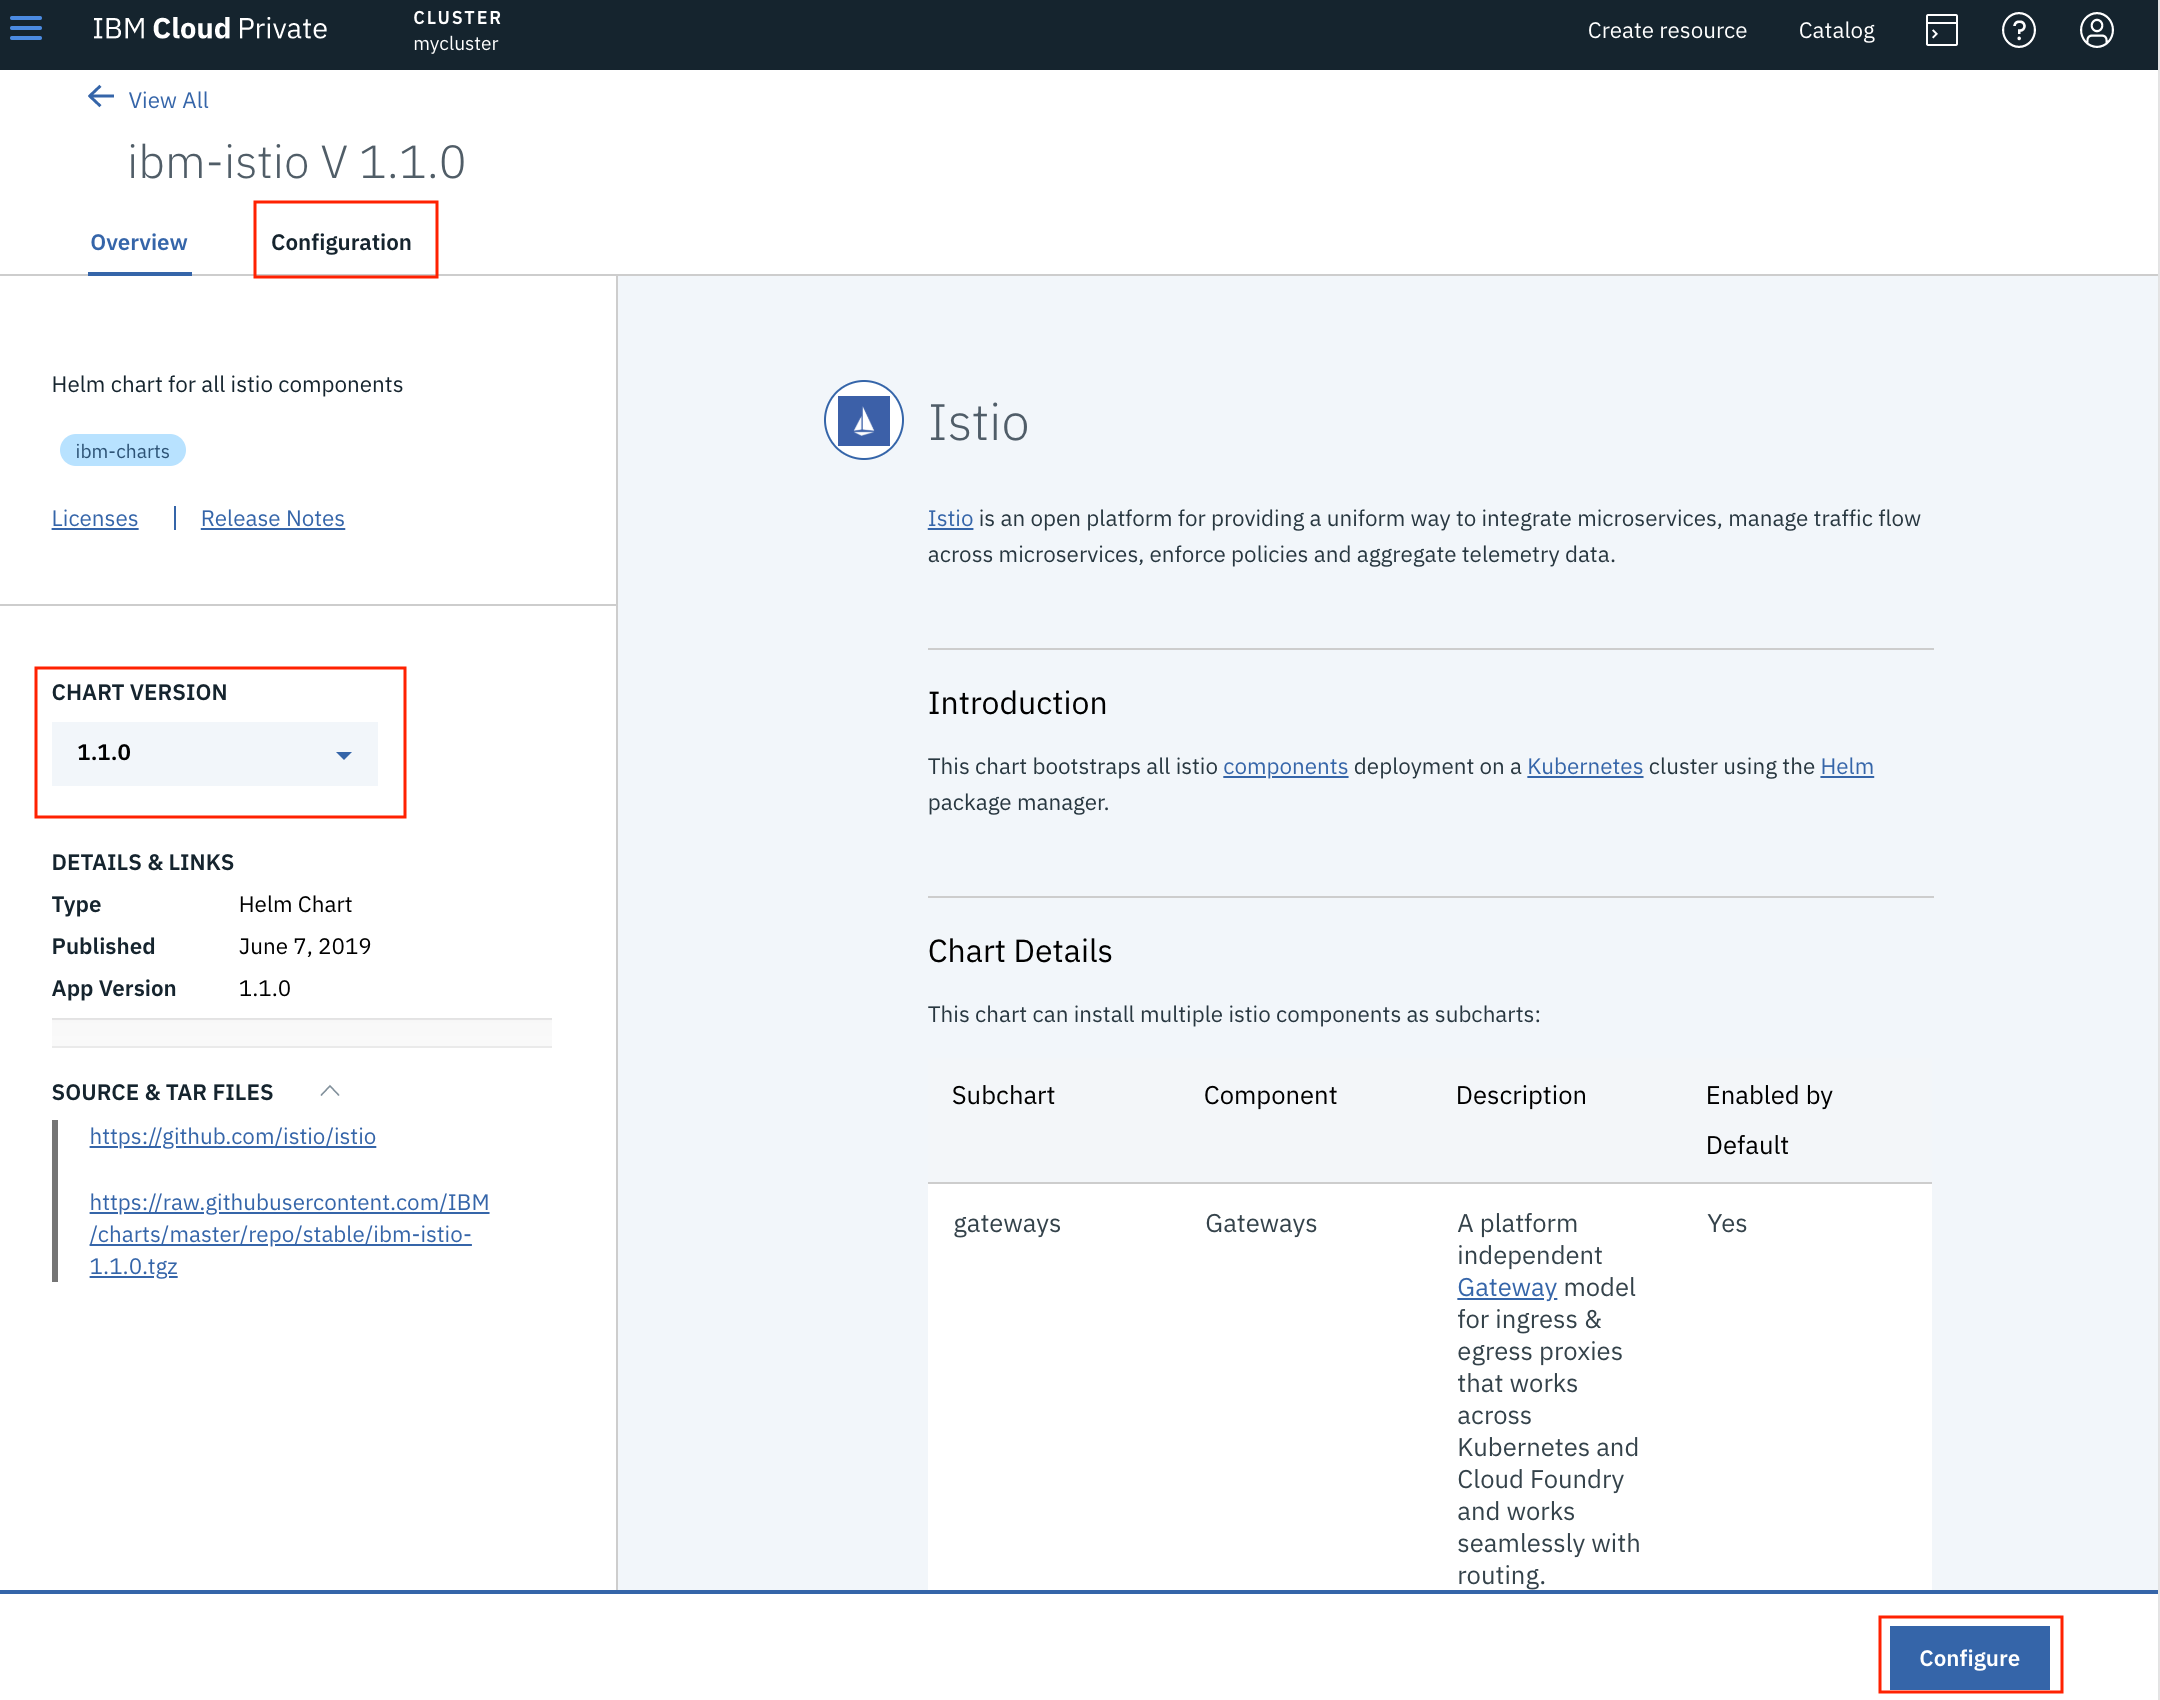 IBM Cloud Private
CLUSTER
mycluster
Create resource
Catalog
View All
ibm-istio V 1.1.0
Overview
Configuration
Helm chart for all istio components
ibm-charts
Licenses
Release Notes
CHART VERSION
1.1.0
DETAILS & LINKS
Type Helm Chart
Published June 7, 2019
App Version 1.1.0
SOURCE & TAR FILES
https://github.com/istio/istio
https://raw.githubusercontent.com/IBM
/charts/master/repo/stable/ibm-istio-
1.1.0.tgz
Istio
Istio is an open platform for providing a uniform way to integrate microservices, manage traffic flow
across microservices, enforce policies and aggregate telemetry data.
Introduction
This chart bootstraps all istio components deployment on a Kubernetes cluster using the Helm
package manager.
Chart Details
This chart can install multiple istio components as subcharts:
Subchart Component Description Enabled by
Default
gateways Gateways A platform Yes
independent
Gateway model
for ingress &
egress proxies
that works
across
Kubernetes and
Cloud Foundry
and works
seamlessly with
routing.
Configure